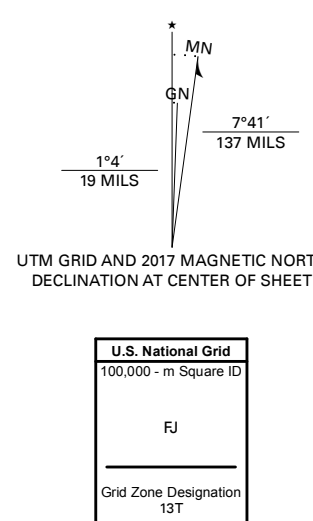 ★
MN
GN
7°41´
137 MILS
1°4´
19 MILS
UTM GRID AND 2017 MAGNETIC NORT
DECLINATION AT CENTER OF SHEET
U.S. National Grid
100,000 - m Square ID
FJ
Grid Zone Designation
13T